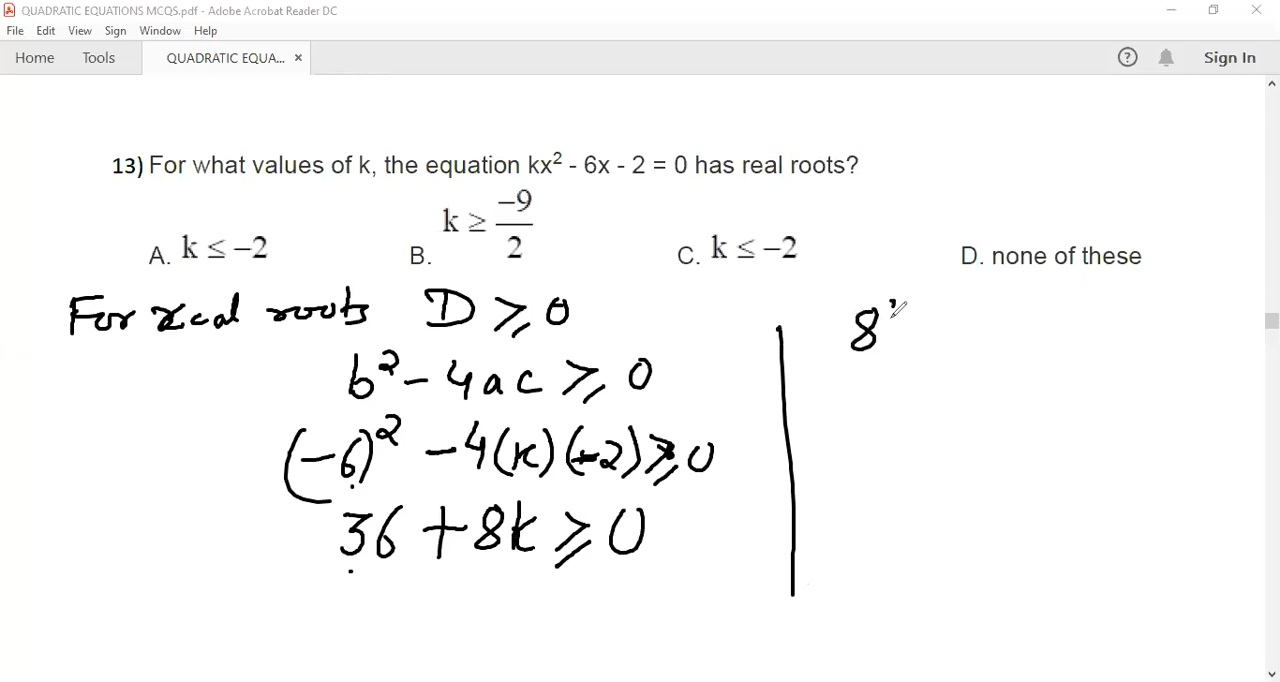 QUADRATIC EQUATIONS MCQS.pdf - Adobe Acrobat Reader DC
File Edit View Sign Window Help
Home Tools QUADRATIC EQUA... × Sign In
13) For what values of k, the equation kx² - 6x - 2 = 0 has real roots?
A. k ≤ −2 B. k ≥ −9/2 C. k ≤ −2 D. none of these
For real roots D ≥ 0
b² - 4ac ≥ 0
(-6)² - 4(k)(-2) ≥ 0
36 + 8k ≥ 0
8